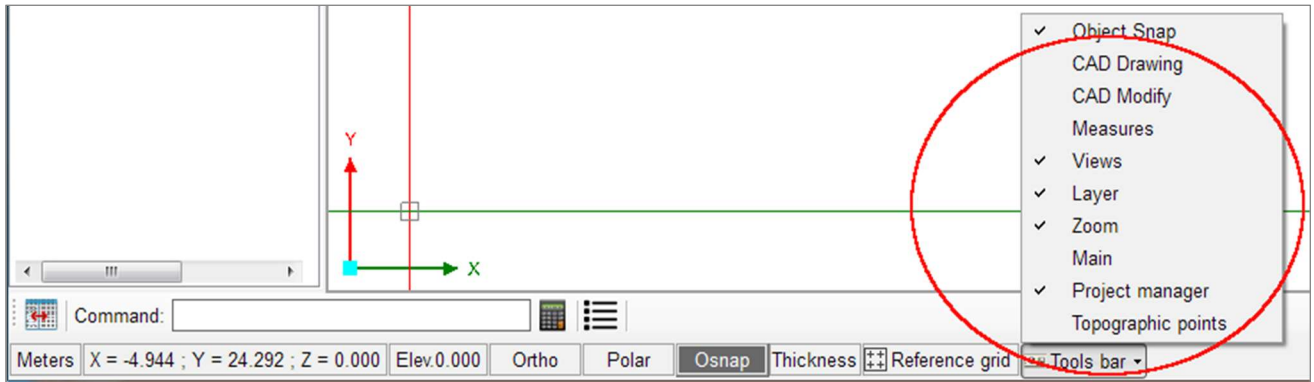 Object Snap
CAD Drawing
CAD Modify
Measures
Views
Layer
Zoom
Main
Project manager
Topographic points
Y
X
Command:
Meters X = -4.944 ; Y = 24.292 ; Z = 0.000 Elev.0.000 Ortho Polar Osnap Thickness Reference grid Tools bar